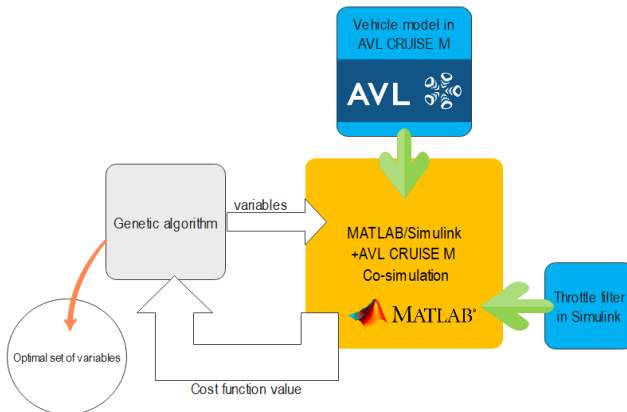 Vehicle model in
AVL CRUISE M
AVL
variables
Genetic algorithm
MATLAB/Simulink
+AVL CRUISE M
Co-simulation
MATLAB®
Throttle filter
in Simulink
Optimal set of variables
Cost function value